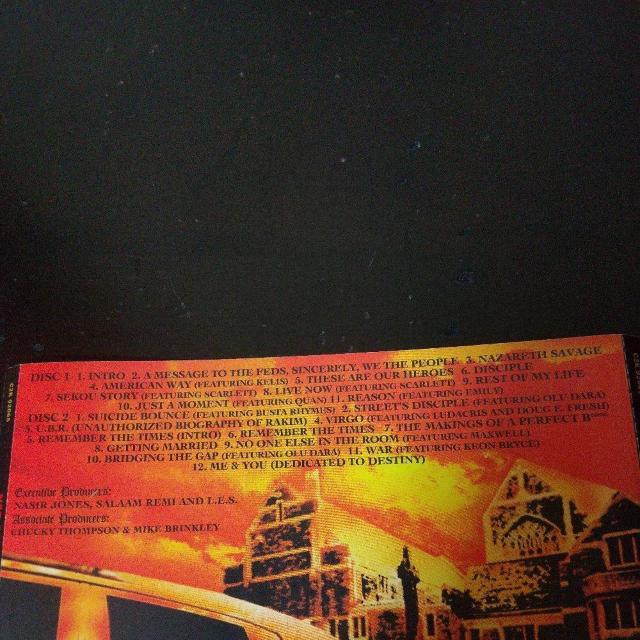 DISC 1 1. INTRO 2. A MESSAGE TO THE FEDS, SINCERELY, WE THE PEOPLE 3. NAZARETH SAVAGE
4. AMERICAN WAY (FEATURING KELIS) 5. THESE ARE OUR HEROES 6. DISCIPLE
7. SEKOU STORY (FEATURING SCARLETT) 8. LIVE NOW (FEATURING SCARLETT) 9. REST OF MY LIFE
10. JUST A MOMENT (FEATURING QUAN) 11. REASON (FEATURING EMILY)
DISC 2 1. SUICIDE BOUNCE (FEATURING BUSTA RHYMES) 2. STREET'S DISCIPLE (FEATURING OLU DARA)
3. U.B.R. (UNAUTHORIZED BIOGRAPHY OF RAKIM) 4. VIRGO (FEATURING LUDACRIS AND DOUG E. FRESH)
5. REMEMBER THE TIMES (INTRO) 6. REMEMBER THE TIMES 7. THE MAKINGS OF A PERFECT
8. GETTING MARRIED 9. NO ONE ELSE IN THE ROOM (FEATURING MAXWELL)
10. BRIDGING THE GAP (FEATURING OLU DARA) 11. WAR (FEATURING KEON BRYCE)
12. ME & YOU (DEDICATED TO DESTINY)
Executive Producers:
NASIR JONES, SALAAM REMI AND L.E.S.
Associate Producers:
CHUCKY THOMPSON & MIKE BRINKLEY